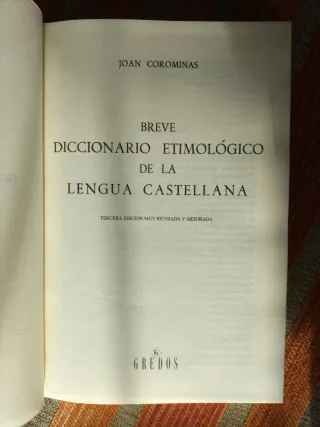 JOAN COROMINAS
BREVE
DICCIONARIO ETIMOLÓGICO
DE LA
LENGUA CASTELLANA
TERCERA EDICIÓN MUY REVISADA Y MEJORADA
GREDOS